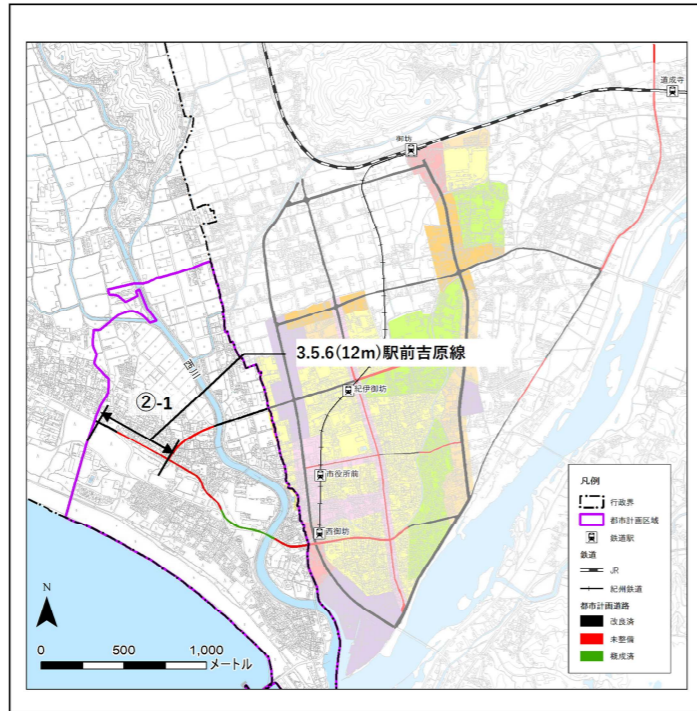 道成寺
御坊
3.5.6(12m)駅前吉原線
西川
②-1
紀伊御坊
市役所前
西御坊
凡例
行政界
都市計画区域
鉄道駅
鉄道
JR
紀州鉄道
都市計画道路
改良済
未整備
概成済
N
0 500 1,000
メートル